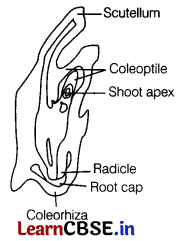 Scutellum
Coleoptile
Shoot apex
Radicle
Root cap
Coleorhiza
LearnCBSE.in